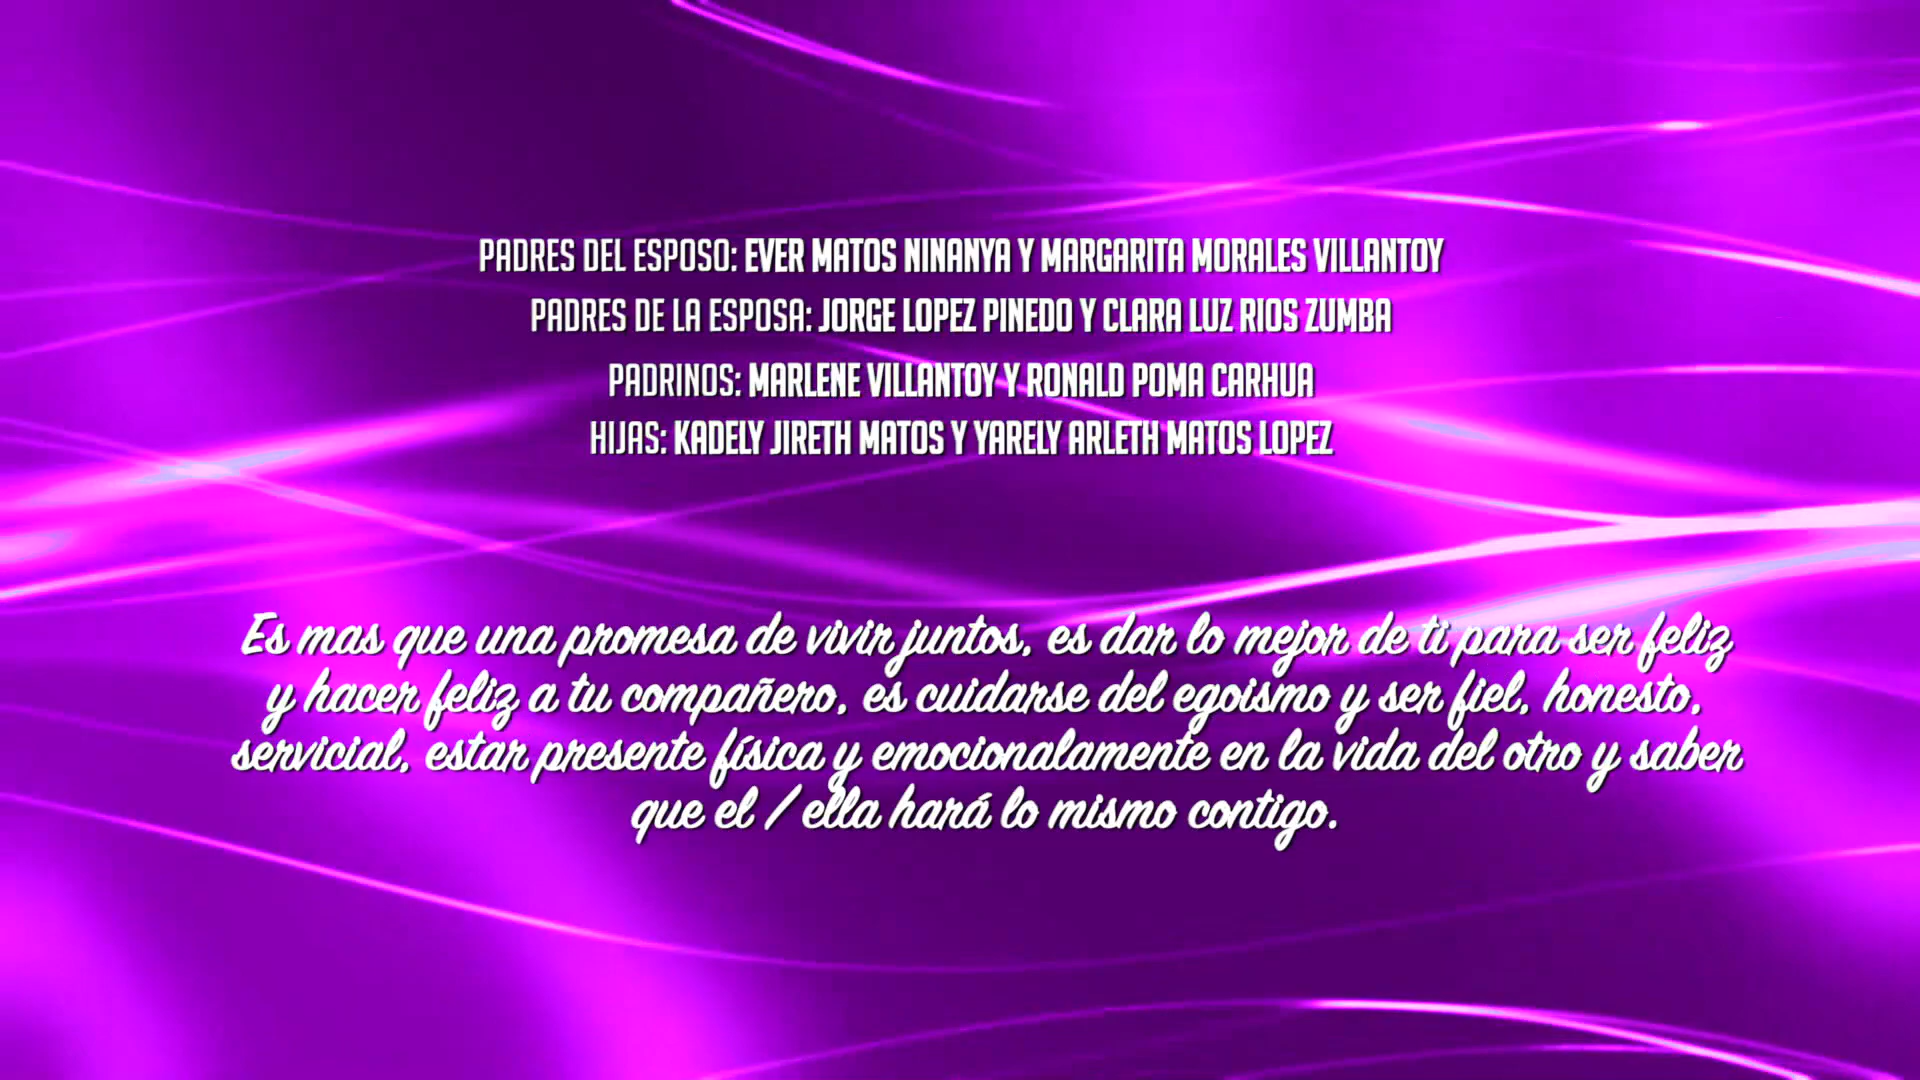 PADRES DEL ESPOSO: EVER MATOS NINANYA Y MARGARITA MORALES VILLANTOY
PADRES DE LA ESPOSA: JORGE LOPEZ PINEDO Y CLARA LUZ RIOS ZUMBA
PADRINOS: MARLENE VILLANTOY Y RONALD POMA CARHUA
HIJAS: KADELY JIRETH MATOS Y YARELY ARLETH MATOS LOPEZ
Es mas que una promesa de vivir juntos, es dar lo mejor de ti para ser feliz
y hacer feliz a tu compañero, es cuidarse del egoismo y ser fiel, honesto,
servicial, estar presente física y emocionalamente en la vida del otro y saber
que el / ella hará lo mismo contigo.